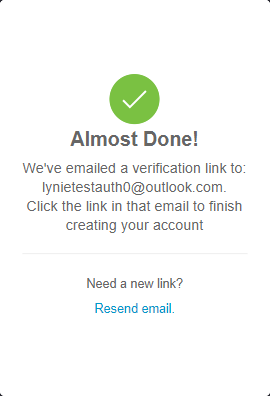 Almost Done!
We've emailed a verification link to:
lynietestauth0@outlook.com.
Click the link in that email to finish
creating your account
Need a new link?
Resend email.